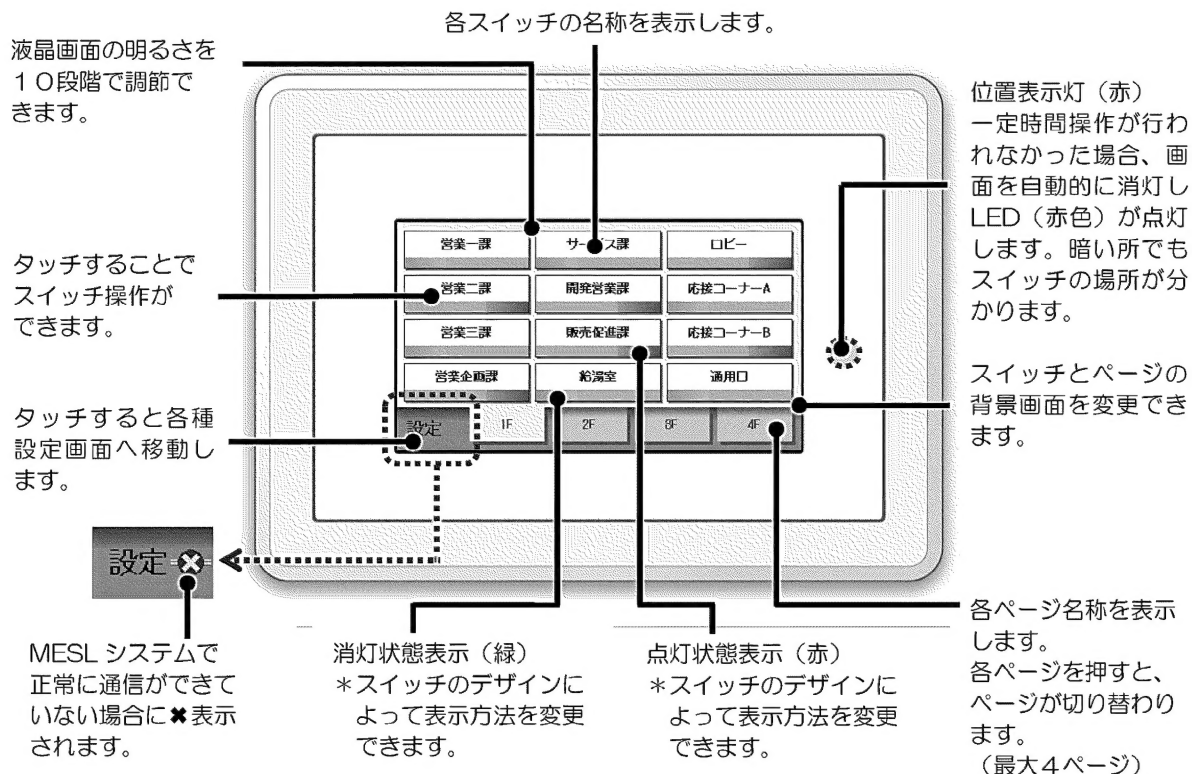 各スイッチの名称を表示します。
液晶画面の明るさを
１０段階で調節で
きます。
タッチすることで
スイッチ操作が
できます。
タッチすると各種
設定画面へ移動し
ます。
営業一課
サービス課
ロビー
営業二課
開発営業課
応接コーナーA
営業三課
販売促進課
応接コーナーB
営業企画課
給湯室
通用口
設定
1F
2F
3F
4F
位置表示灯（赤）
一定時間操作が行わ
れなかった場合、画
面を自動的に消灯し
LED（赤色）が点灯
します。暗い所でも
スイッチの場所が分
かります。
スイッチとページの
背景画面を変更でき
ます。
設定
MESL システムで
正常に通信ができて
いない場合に✖表示
されます。
消灯状態表示（緑）
＊スイッチのデザインに
よって表示方法を変更
できます。
点灯状態表示（赤）
＊スイッチのデザインに
よって表示方法を変更
できます。
各ページ名称を表示
します。
各ページを押すと、
ページが切り替わり
ます。
（最大４ページ）